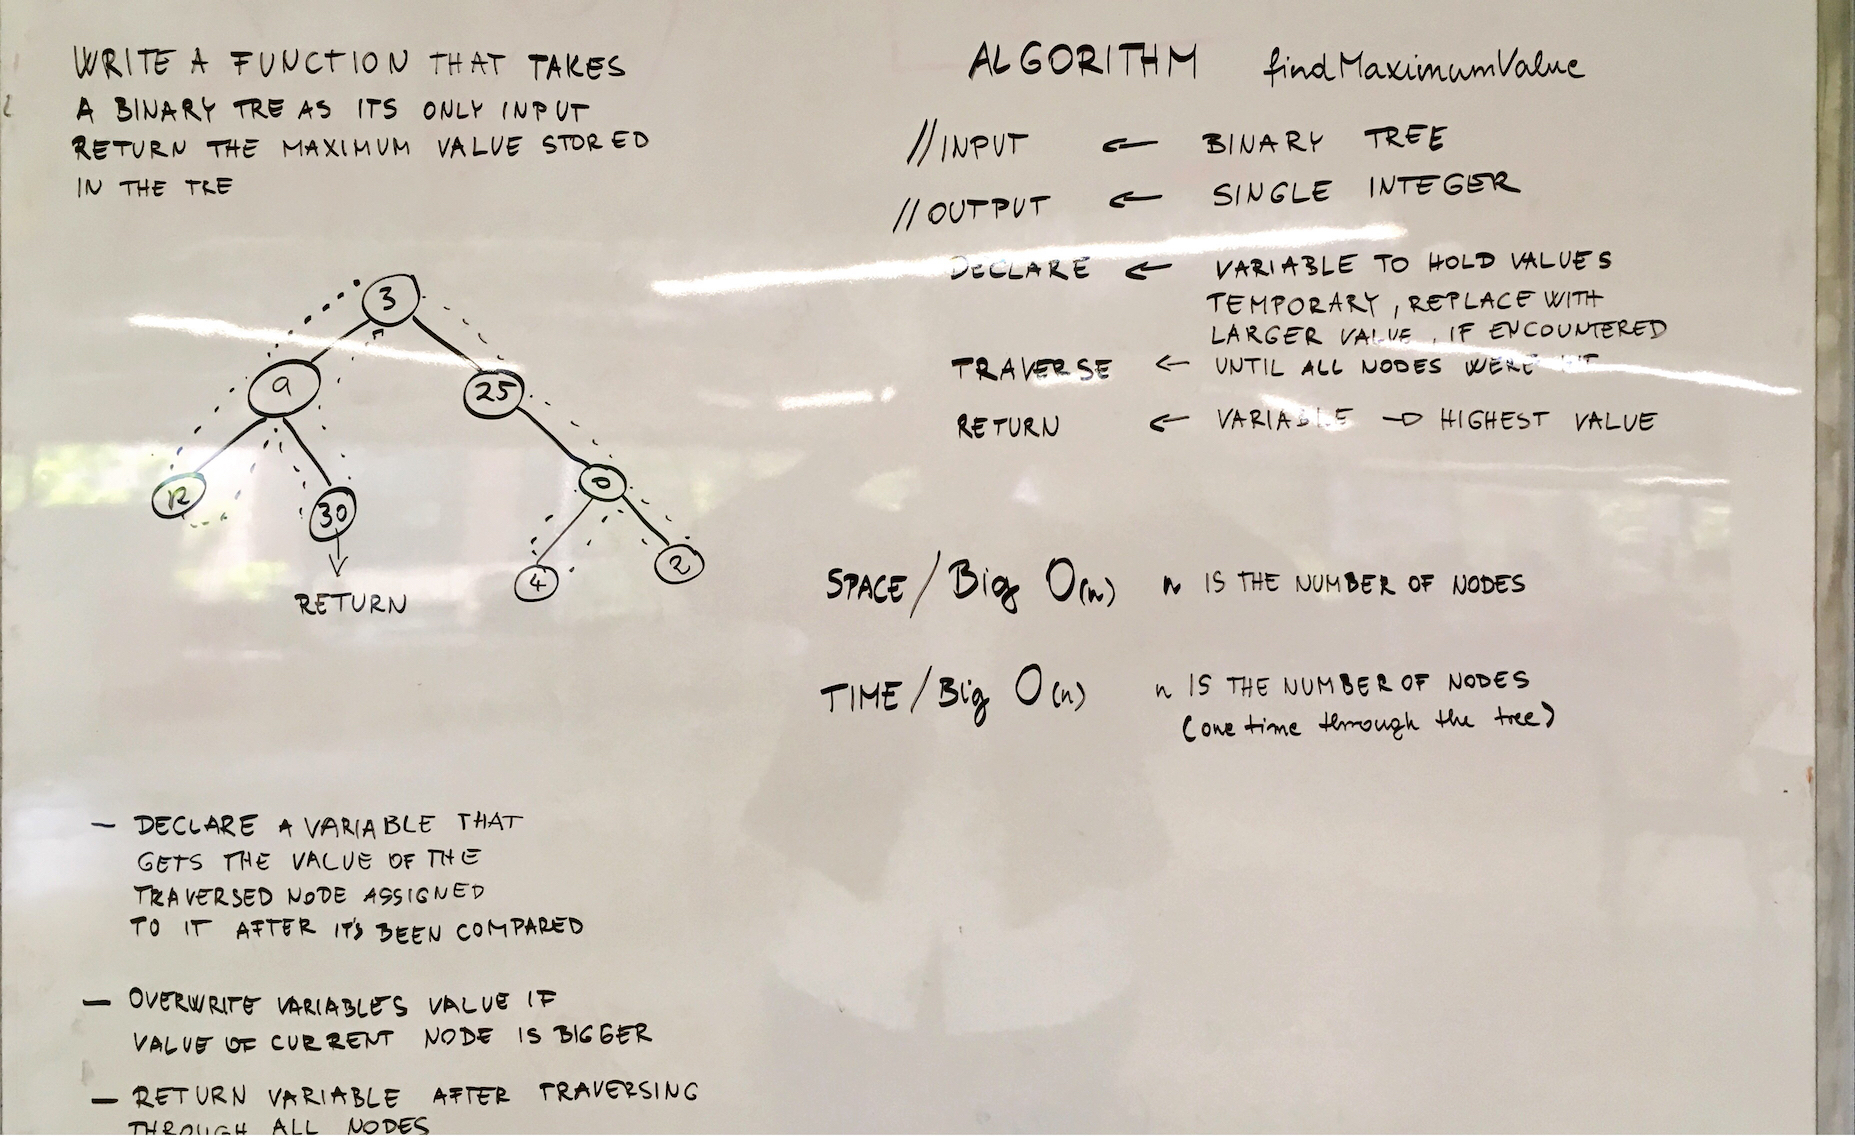 WRITE A FUNCTION THAT TAKES
A BINARY TRE AS ITS ONLY INPUT
RETURN THE MAXIMUM VALUE STORED
IN THE TRE
3
9
25
12
30
0
4
2
RETURN
— DECLARE A VARIABLE THAT
GETS THE VALUE OF THE
TRAVERSED NODE ASSIGNED
TO IT AFTER IT'S BEEN COMPARED
— OVERWRITE VARIABLES VALUE IF
VALUE OF CURRENT NODE IS BIGGER
— RETURN VARIABLE AFTER TRAVERSING
THROUGH ALL NODES
ALGORITHM findMaximumValue
//INPUT ← BINARY TREE
//OUTPUT ← SINGLE INTEGER
DECLARE ← VARIABLE TO HOLD VALUES
TEMPORARY, REPLACE WITH
LARGER VALUE, IF ENCOUNTERED
TRAVERSE ← UNTIL ALL NODES WERE
RETURN ← VARIABLE → HIGHEST VALUE
SPACE / Big O(n) n IS THE NUMBER OF NODES
TIME / Big O(n) n IS THE NUMBER OF NODES
(one time through the tree)